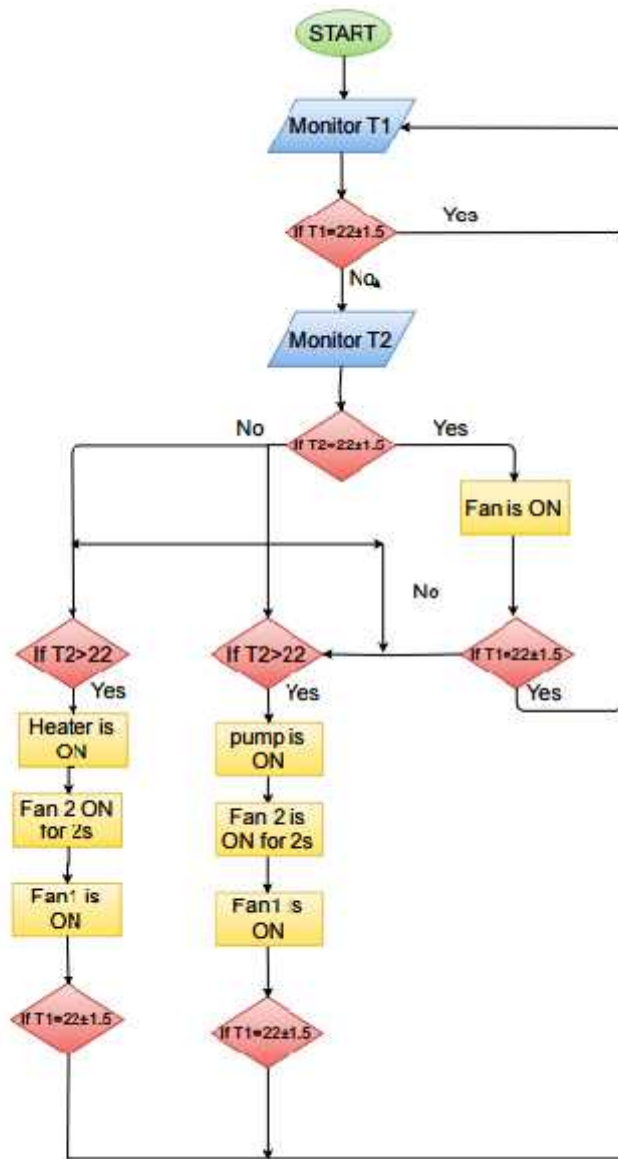 START
Monitor T1
If T1=22±1.5
Yes
No
Monitor T2
If T2=22±1.5
No
Yes
Fan is ON
No
If T2>22
If T2>22
If T1=22±1.5
Yes
Yes
Yes
Heater is
ON
pump is
ON
Fan 2 ON
for 2s
Fan 2 is
ON for 2s
Fan1 is
ON
Fan1 is
ON
If T1=22±1.5
If T1=22±1.5